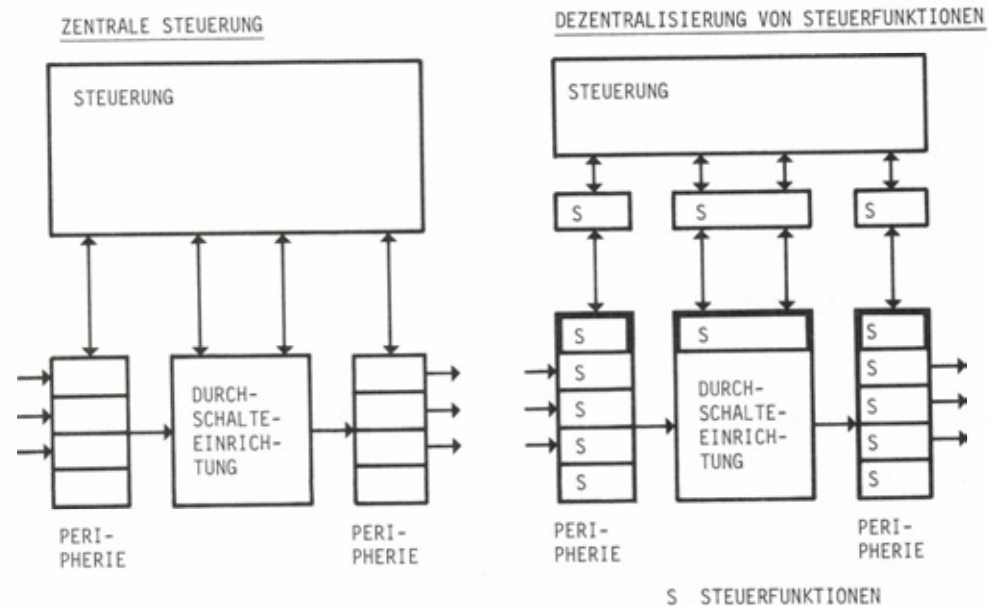 ZENTRALE STEUERUNG
STEUERUNG
DURCH-
SCHALTE-
EINRICH-
TUNG
PERI-
PHERIE
PERI-
PHERIE
DEZENTRALISIERUNG VON STEUERFUNKTIONEN
STEUERUNG
S
S
S
S
S
S
S
S
S
S
DURCH-
SCHALTE-
EINRICH-
TUNG
S
S
S
S
S
PERI-
PHERIE
PERI-
PHERIE
S STEUERFUNKTIONEN